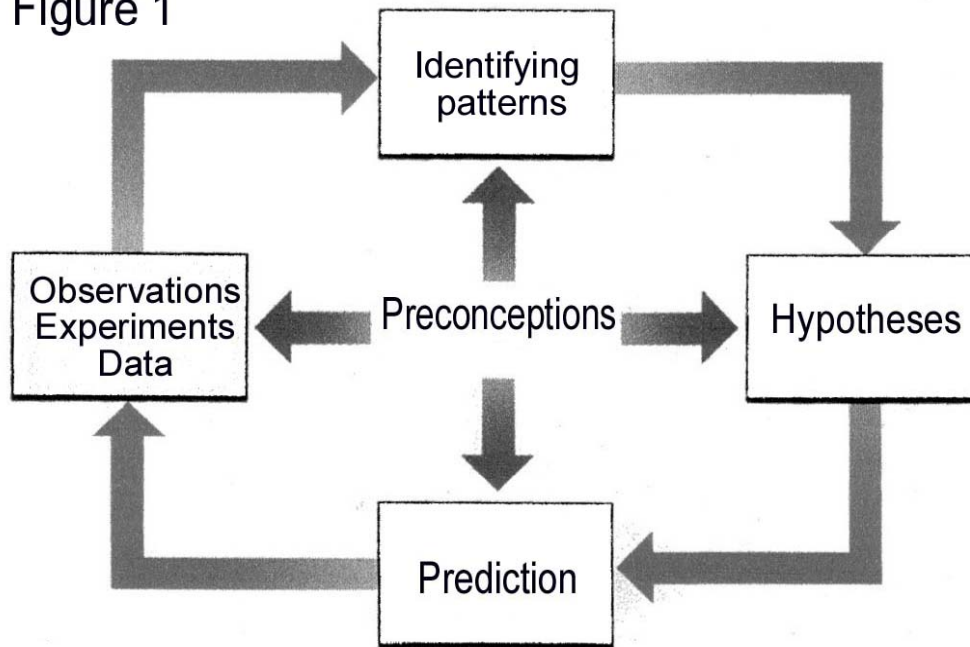 Figure 1
Identifying
patterns
Observations
Experiments
Data
Preconceptions
Hypotheses
Prediction